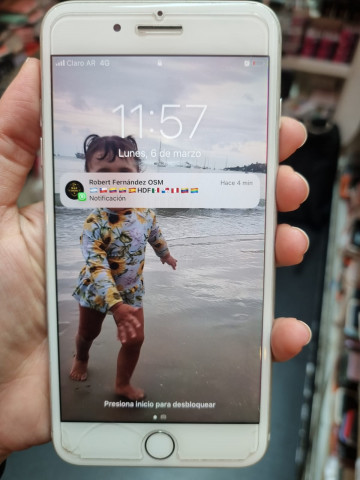 Claro AR 4G
11:57
Lunes, 6 de marzo
Robert Fernández OSM
Hace 4 min
HDF
Notificación
Presiona inicio para desbloquear